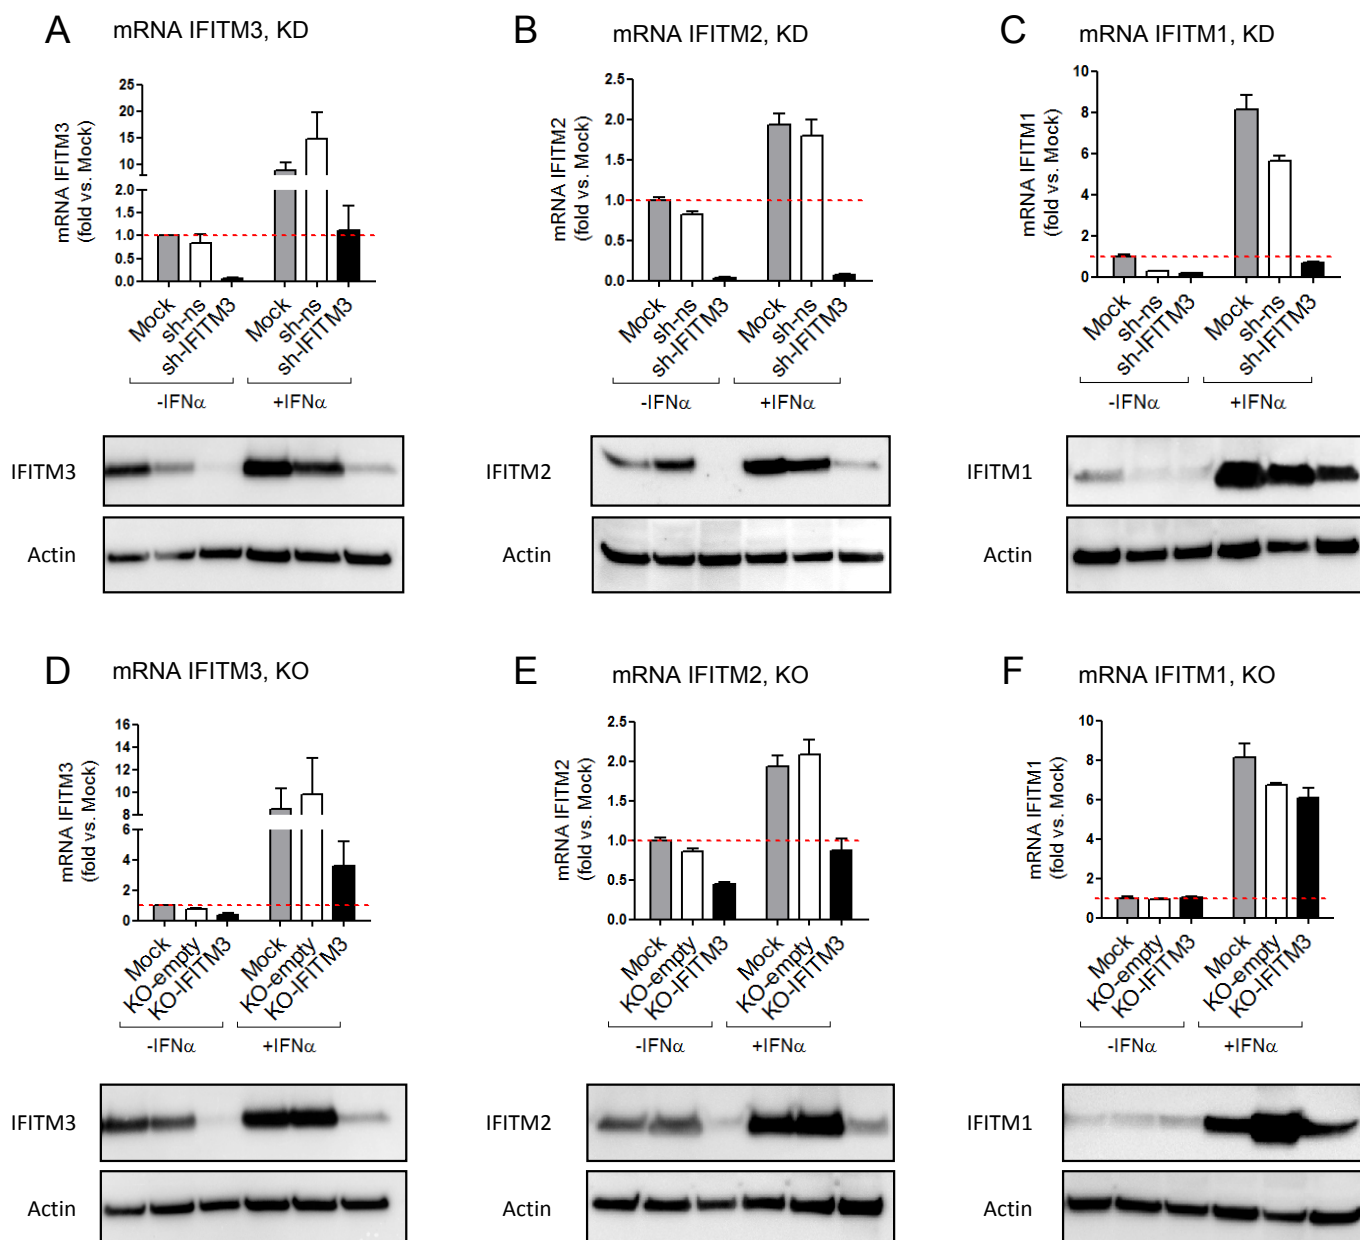 A mRNA IFITM3, KD
mRNA IFITM3
(fold vs. Mock)
25
20
15
10
2.0
1.5
1.0
0.5
0.0
Mock
sh-ns
sh-IFITM3
Mock
sh-ns
sh-IFITM3
-IFNα
+IFNα
IFITM3
Actin
B mRNA IFITM2, KD
mRNA IFITM2
(fold vs. Mock)
2.5
2.0
1.5
1.0
0.5
0.0
Mock
sh-ns
sh-IFITM3
Mock
sh-ns
sh-IFITM3
-IFNα
+IFNα
IFITM2
Actin
C mRNA IFITM1, KD
mRNA IFITM1
(fold vs. Mock)
10
8
6
4
2
0
Mock
sh-ns
sh-IFITM3
Mock
sh-ns
sh-IFITM3
-IFNα
+IFNα
IFITM1
Actin
D mRNA IFITM3, KO
mRNA IFITM3
(fold vs. Mock)
16
14
12
10
8
6
4
2
0
Mock
KO-empty
KO-IFITM3
Mock
KO-empty
KO-IFITM3
-IFNα
+IFNα
IFITM3
Actin
E mRNA IFITM2, KO
mRNA IFITM2
(fold vs. Mock)
2.5
2.0
1.5
1.0
0.5
0.0
Mock
KO-empty
KO-IFITM3
Mock
KO-empty
KO-IFITM3
-IFNα
+IFNα
IFITM2
Actin
F mRNA IFITM1, KO
mRNA IFITM1
(fold vs. Mock)
10
8
6
4
2
0
Mock
KO-empty
KO-IFITM3
Mock
KO-empty
KO-IFITM3
-IFNα
+IFNα
IFITM1
Actin